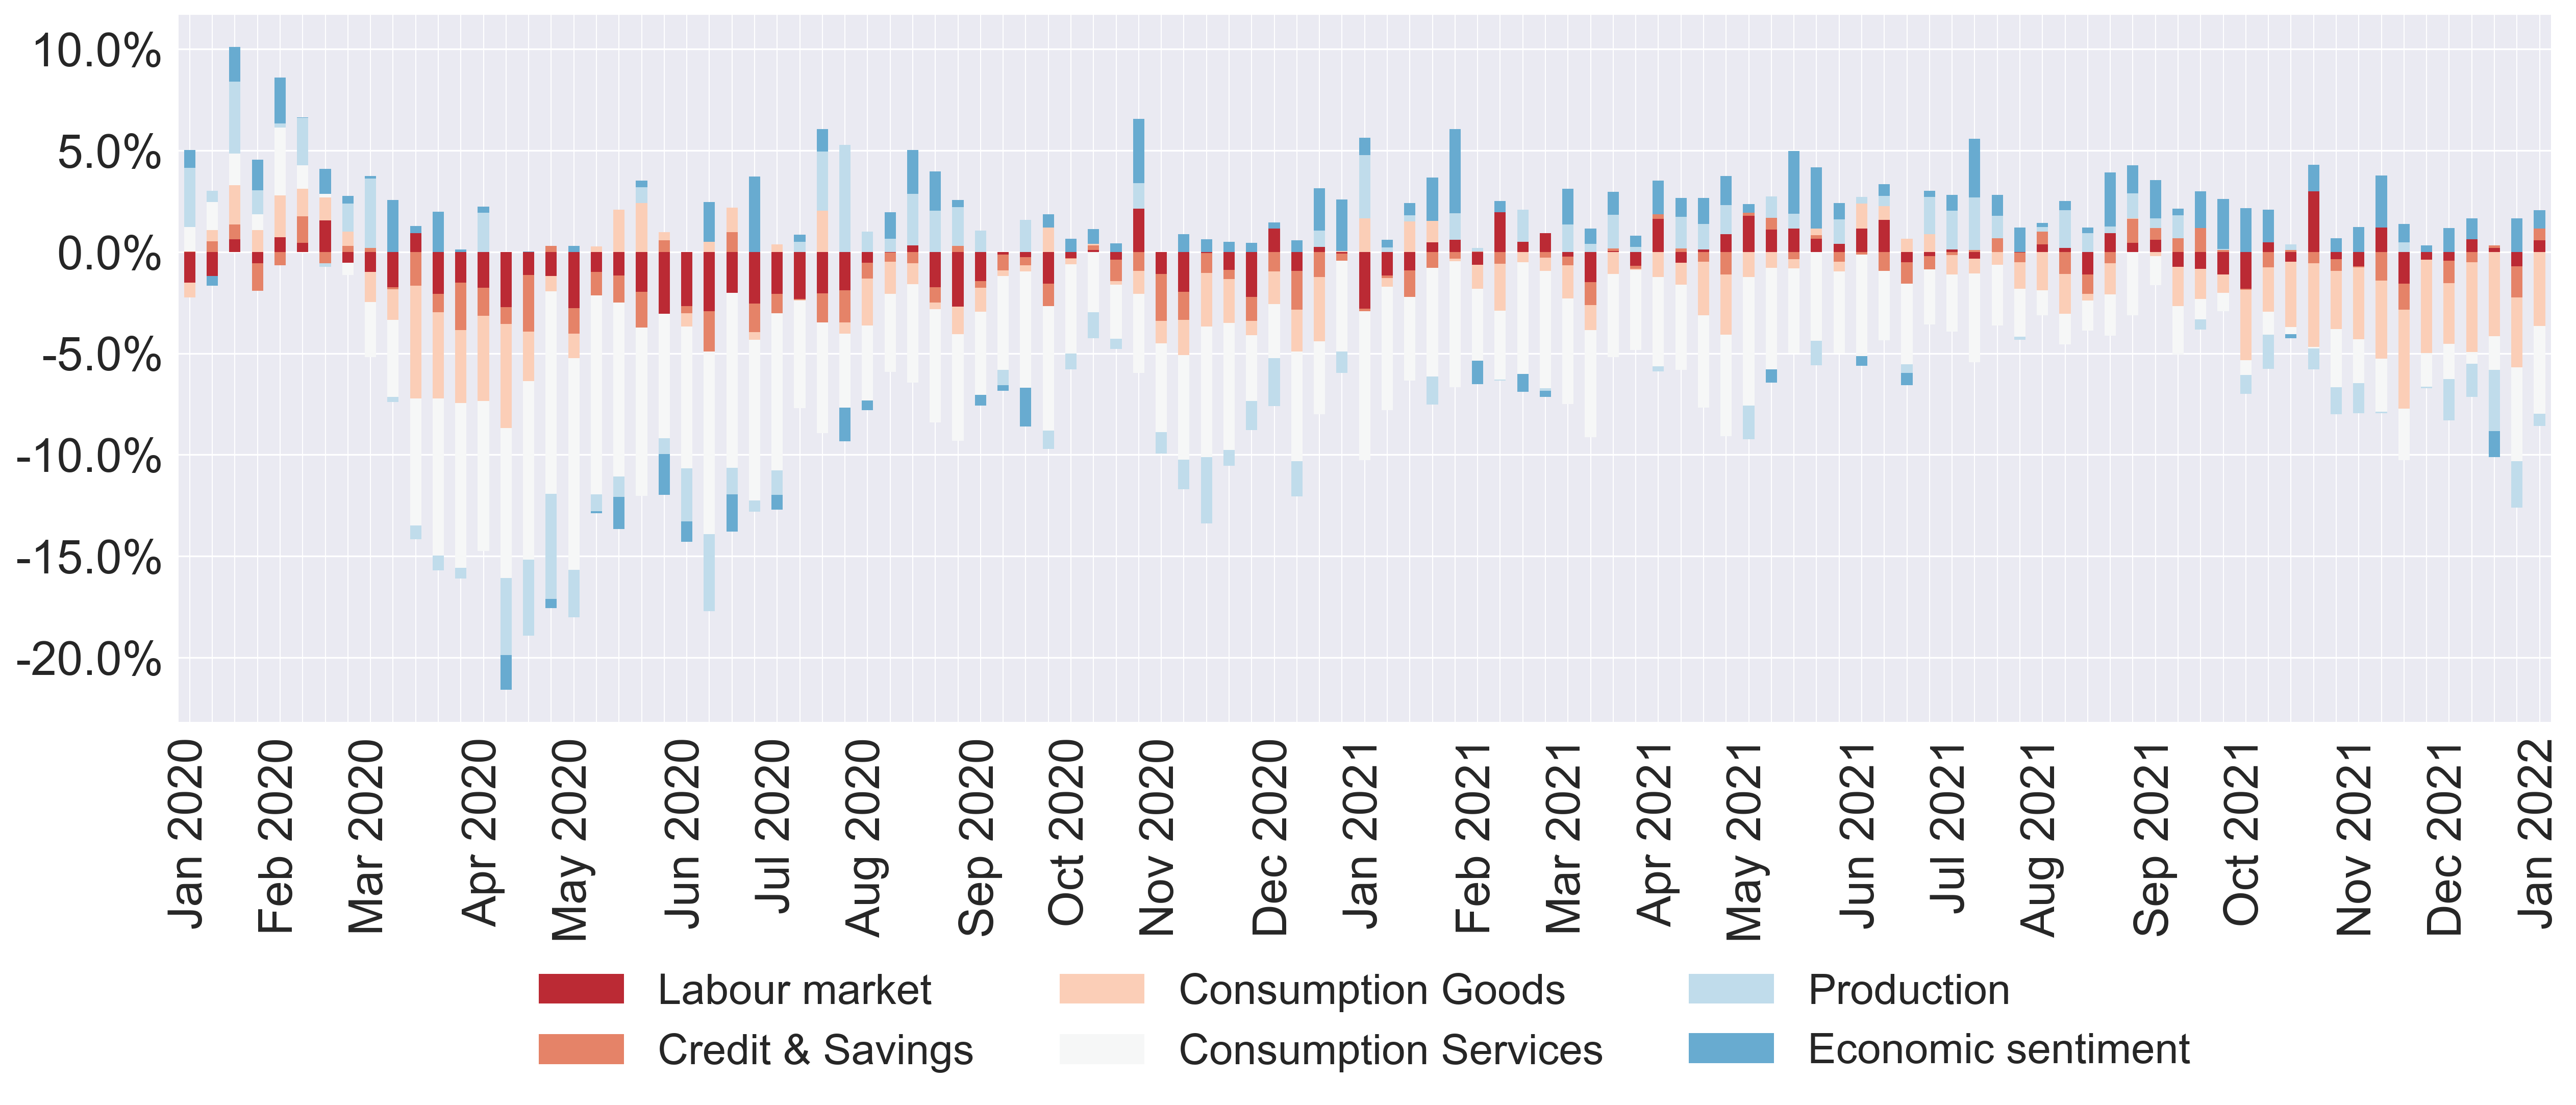 10.0%
5.0%
0.0%
-5.0%
-10.0%
-15.0%
-20.0%
Jan 2020
Feb 2020
Mar 2020
Apr 2020
May 2020
Jun 2020
Jul 2020
Aug 2020
Sep 2020
Oct 2020
Nov 2020
Dec 2020
Jan 2021
Feb 2021
Mar 2021
Apr 2021
May 2021
Jun 2021
Jul 2021
Aug 2021
Sep 2021
Oct 2021
Nov 2021
Dec 2021
Jan 2022
Labour market
Credit & Savings
Consumption Goods
Consumption Services
Production
Economic sentiment